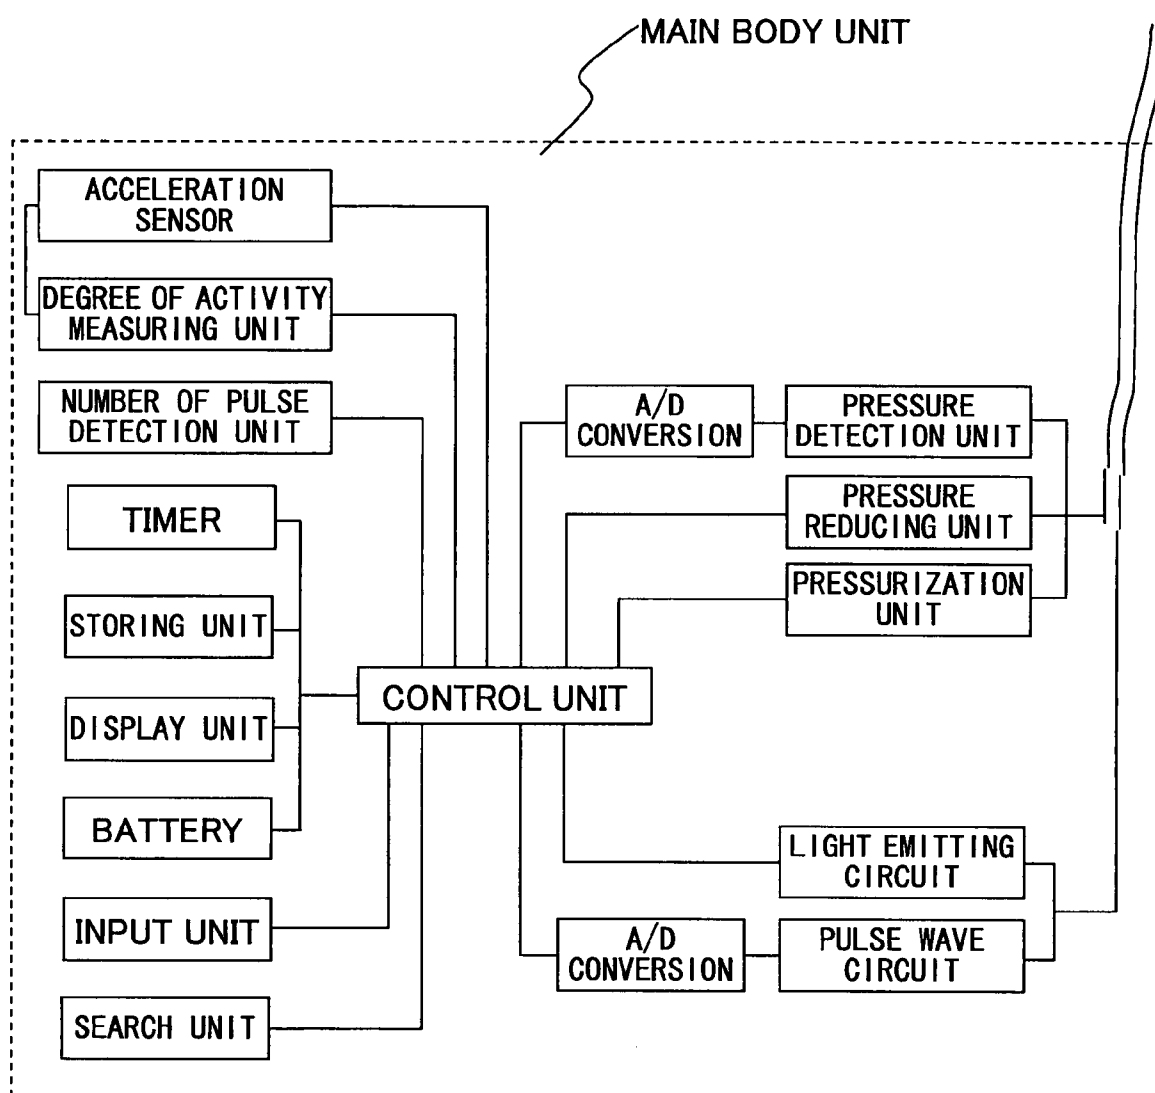 MAIN BODY UNIT
ACCELERATION
SENSOR
DEGREE OF ACTIVITY
MEASURING UNIT
NUMBER OF PULSE
DETECTION UNIT
TIMER
STORING UNIT
DISPLAY UNIT
BATTERY
INPUT UNIT
SEARCH UNIT
CONTROL UNIT
A/D
CONVERSION
PRESSURE
DETECTION UNIT
PRESSURE
REDUCING UNIT
PRESSURIZATION
UNIT
LIGHT EMITTING
CIRCUIT
A/D
CONVERSION
PULSE WAVE
CIRCUIT